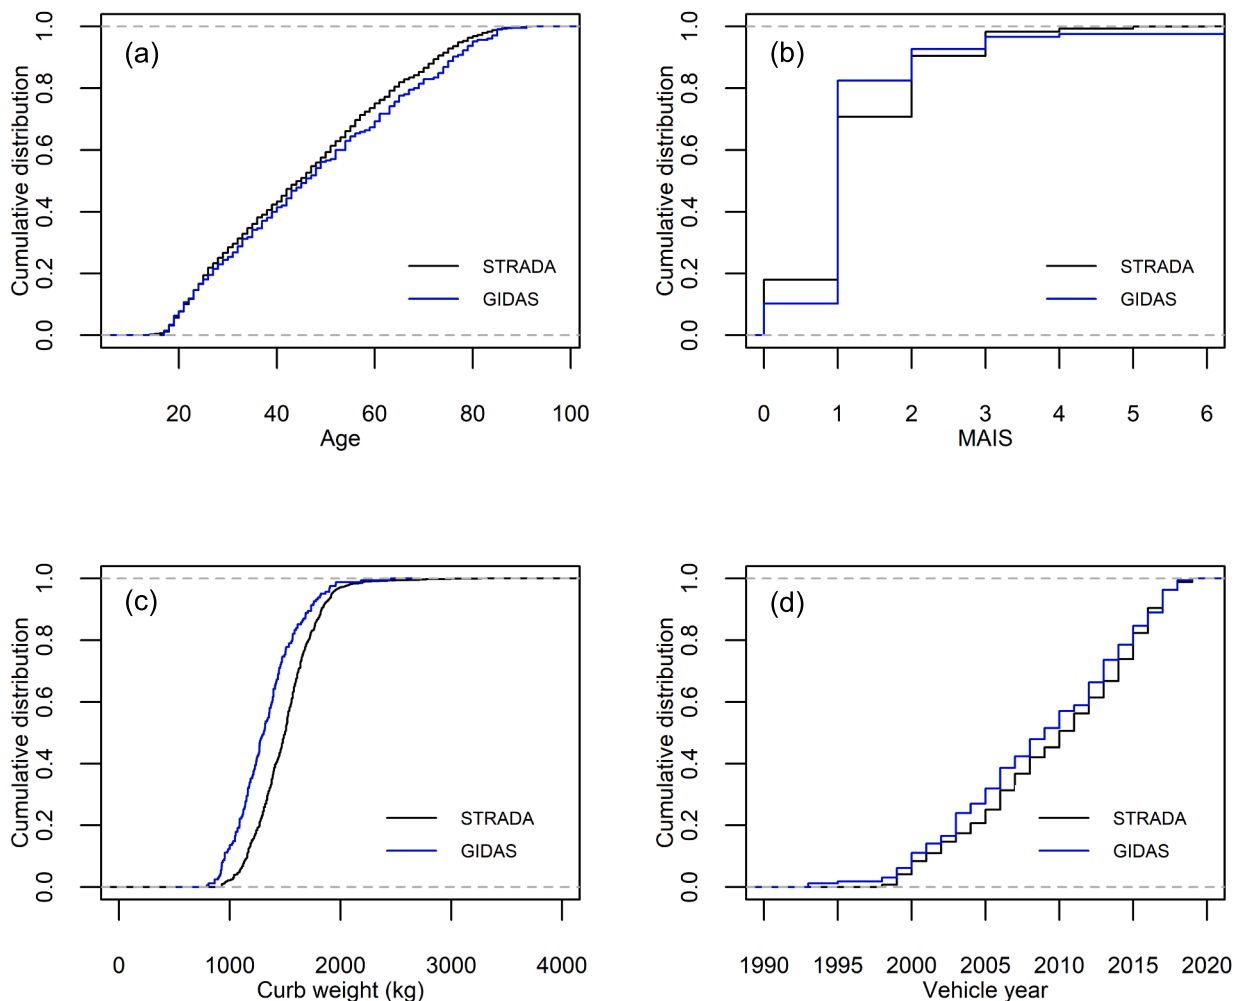 (a)
Cumulative distribution
1.0
0.8
0.6
0.4
0.2
0.0
STRADA
GIDAS
20 40 60 80 100
Age
(b)
Cumulative distribution
1.0
0.8
0.6
0.4
0.2
0.0
STRADA
GIDAS
0 1 2 3 4 5 6
MAIS
(c)
Cumulative distribution
1.0
0.8
0.6
0.4
0.2
0.0
STRADA
GIDAS
0 1000 2000 3000 4000
Curb weight (kg)
(d)
Cumulative distribution
1.0
0.8
0.6
0.4
0.2
0.0
STRADA
GIDAS
1990 1995 2000 2005 2010 2015 2020
Vehicle year